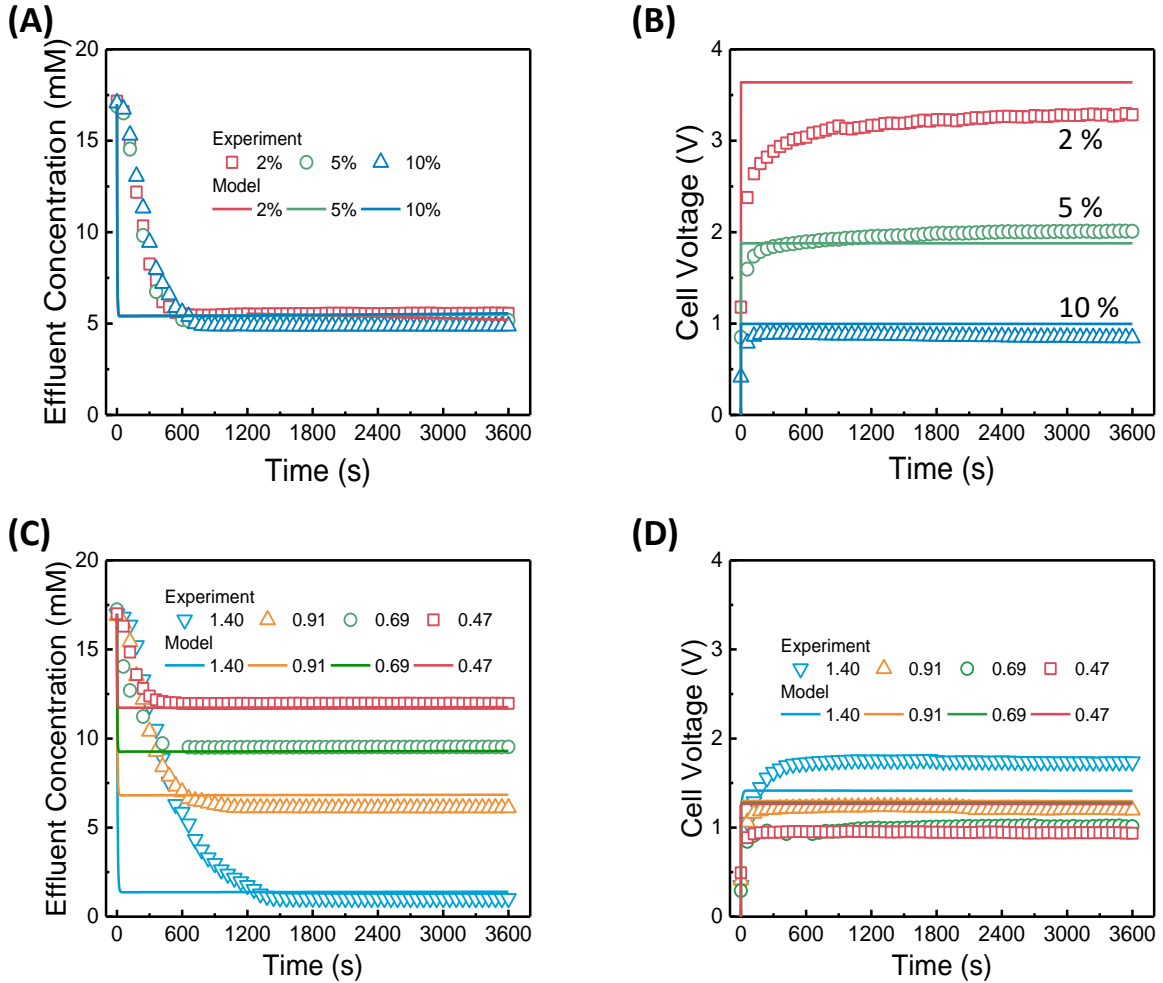 (A)
Effluent Concentration (mM)
20
15
10
5
0
Experiment
2% 5% 10%
Model
2% 5% 10%
0 600 1200 1800 2400 3000 3600
Time (s)
(B)
Cell Voltage (V)
4
3
2
1
0
2 %
5 %
10 %
0 600 1200 1800 2400 3000 3600
Time (s)
(C)
Effluent Concentration (mM)
20
15
10
5
0
Experiment
1.40 0.91 0.69 0.47
Model
1.40 0.91 0.69 0.47
0 600 1200 1800 2400 3000 3600
Time (s)
(D)
Cell Voltage (V)
4
3
2
1
0
Experiment
1.40 0.91 0.69 0.47
Model
1.40 0.91 0.69 0.47
0 600 1200 1800 2400 3000 3600
Time (s)